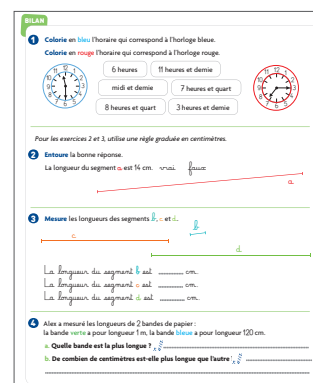 BILAN
1 Colorie en bleu l'horaire qui correspond à l'horloge bleue.
Colorie en rouge l'horaire qui correspond à l'horloge rouge.
6 heures
11 heures et demie
midi et demie
7 heures et quart
8 heures et quart
3 heures et demie
Pour les exercices 2 et 3, utilise une règle graduée en centimètres.
2 Entoure la bonne réponse.
La longueur du segment a est 14 cm. vrai faux
a
3 Mesure les longueurs des segments b, c et d.
b
c
d
La longueur du segment b est ______ cm.
La longueur du segment c est ______ cm.
La longueur du segment d est ______ cm.
4 Alex a mesuré les longueurs de 2 bandes de papier :
la bande verte a pour longueur 1 m, la bande bleue a pour longueur 120 cm.
a. Quelle bande est la plus longue ?
b. De combien de centimètres est-elle plus longue que l'autre ?